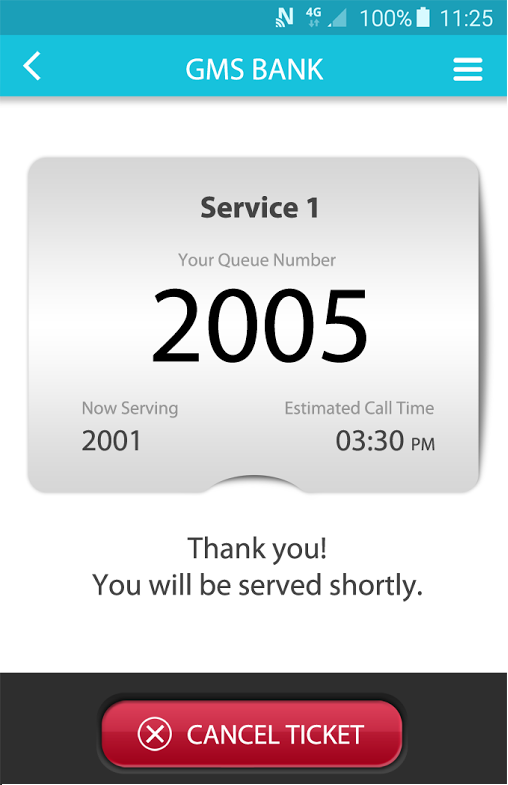 4G 100% 11:25
GMS BANK
Service 1
Your Queue Number
2005
Now Serving Estimated Call Time
2001 03:30 PM
Thank you!
You will be served shortly.
CANCEL TICKET